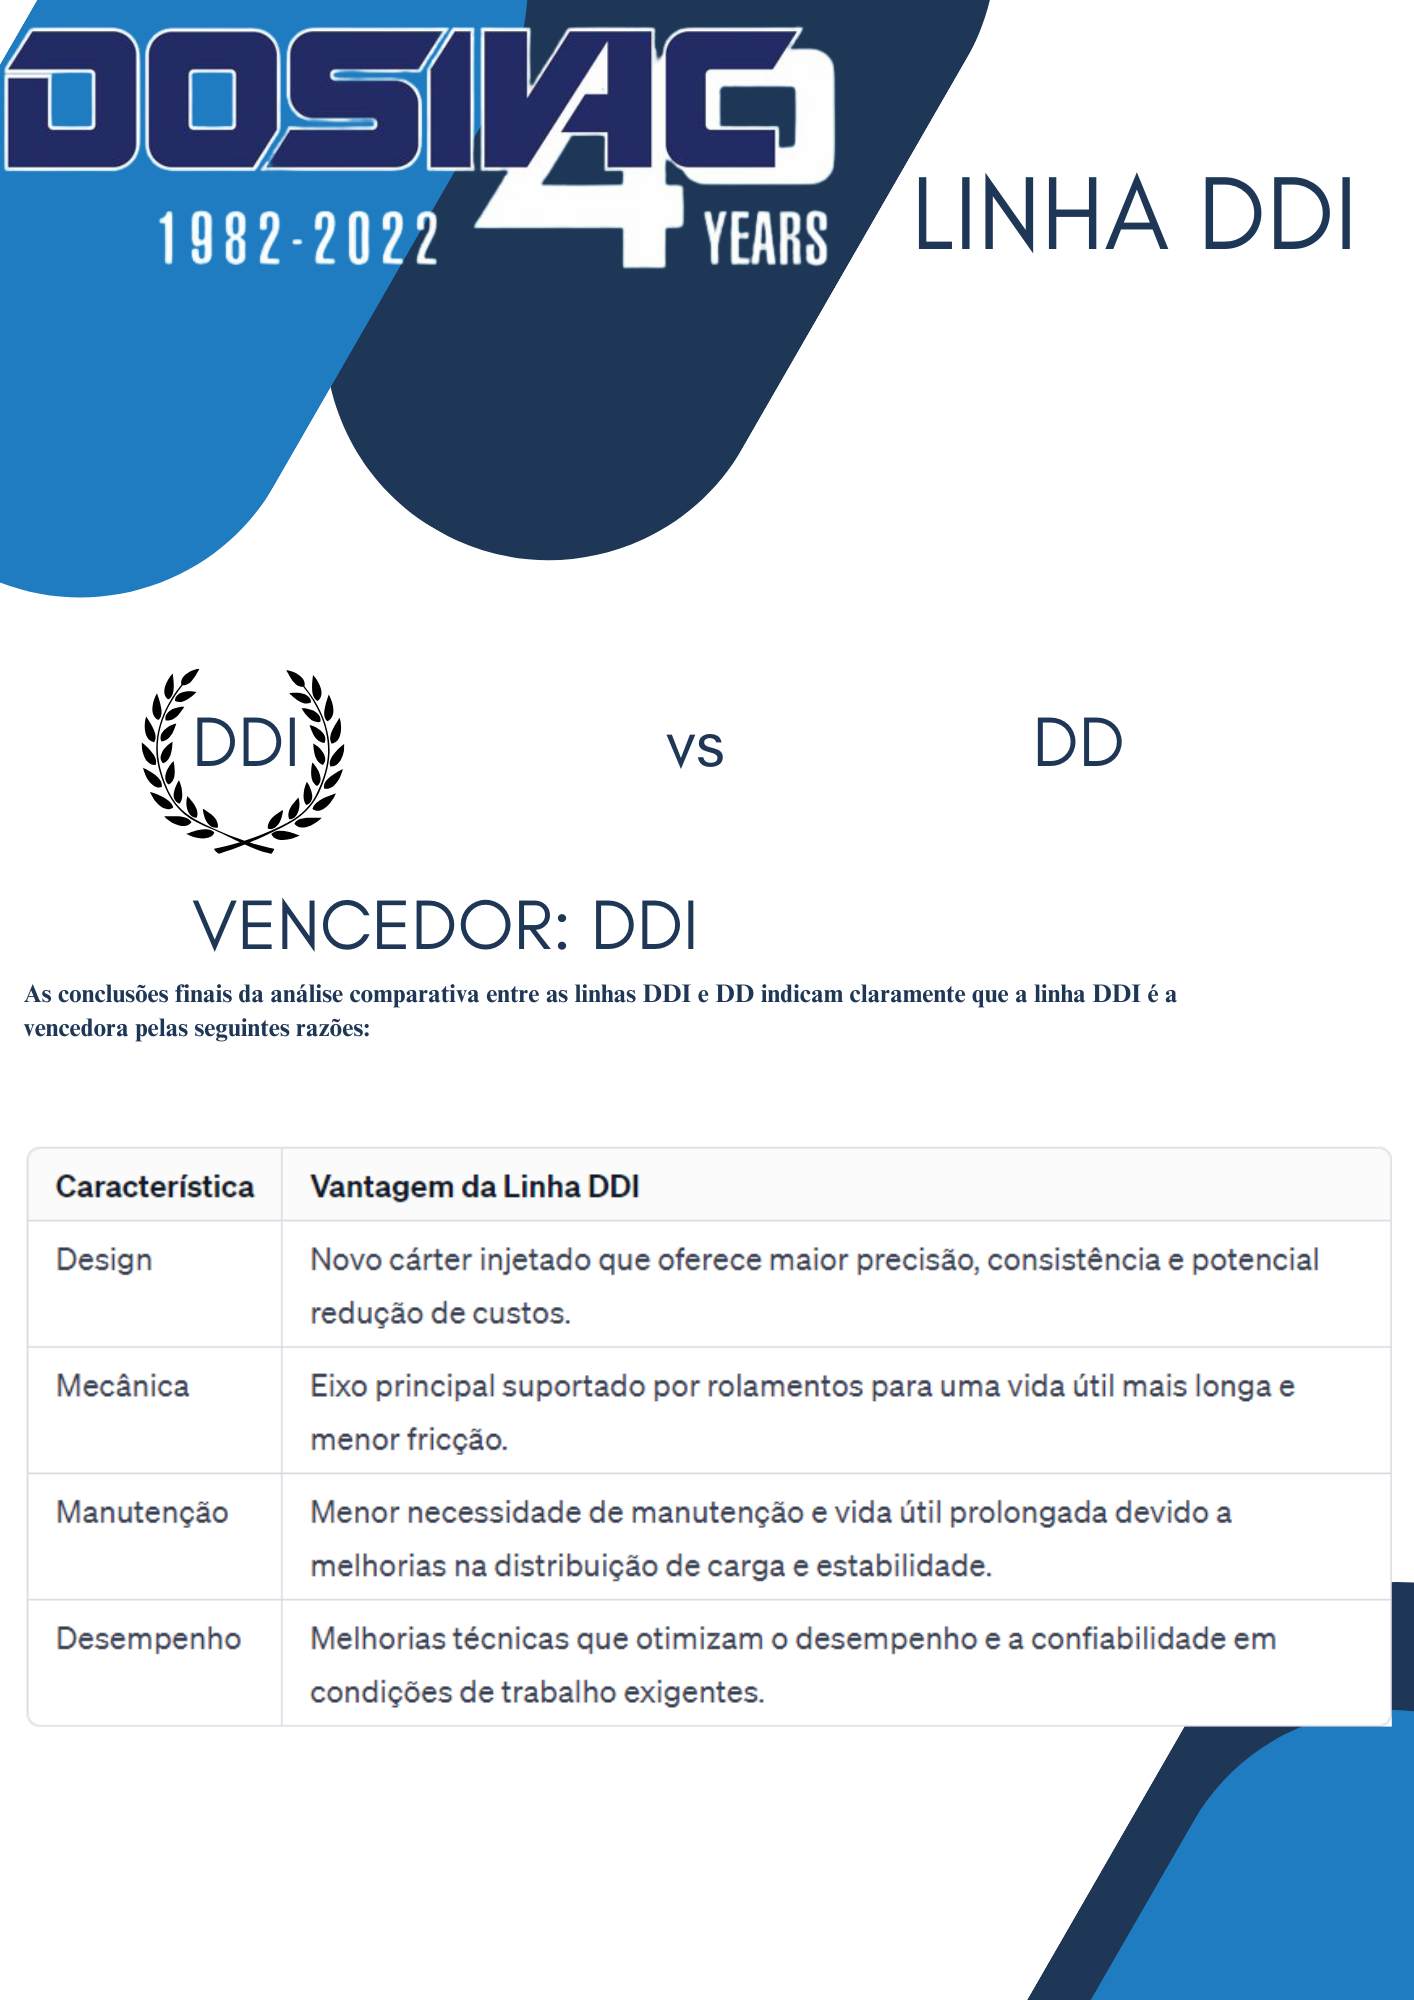 DOSIVAC
40
1982-2022 YEARS
LINHA DDI
DDI vs DD
VENCEDOR: DDI
As conclusões finais da análise comparativa entre as linhas DDI e DD indicam claramente que a linha DDI é a
vencedora pelas seguintes razões:
Característica Vantagem da Linha DDI
Design Novo cárter injetado que oferece maior precisão, consistência e potencial
redução de custos.
Mecânica Eixo principal suportado por rolamentos para uma vida útil mais longa e
menor fricção.
Manutenção Menor necessidade de manutenção e vida útil prolongada devido a
melhorias na distribuição de carga e estabilidade.
Desempenho Melhorias técnicas que otimizam o desempenho e a confiabilidade em
condições de trabalho exigentes.